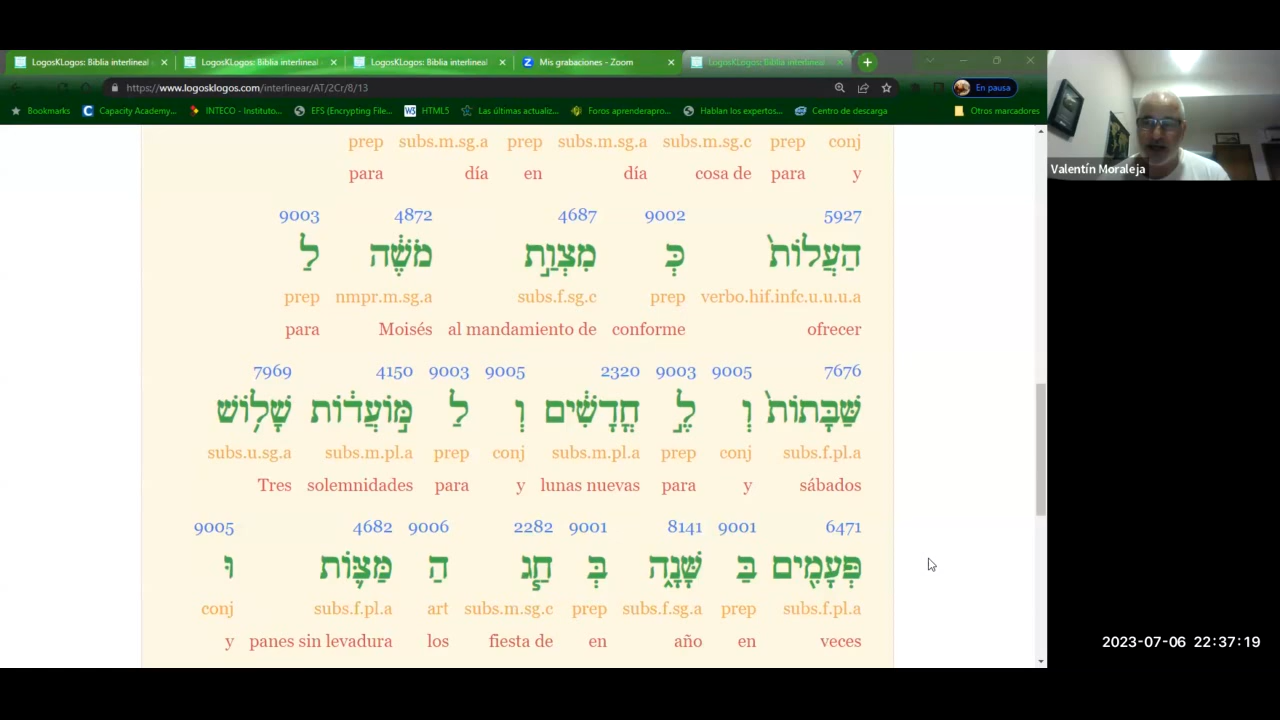 LogosKLogos: Biblia interlineal
LogosKLogos: Biblia interlineal
LogosKLogos: Biblia interlineal
Mis grabaciones - Zoom
LogosKLogos: Biblia interlineal
https://www.logosklogos.com/interlinear/AT/2Cr/8/13
En pausa
Bookmarks Capacity Academy... INTECO - Instituto... EFS (Encrypting File... HTML5 Las últimas actualiz... Foros aprenderapro... Hablan los expertos... Centro de descarga Otros marcadores
Valentín Moraleja
prep subs.m.sg.a prep subs.m.sg.a subs.m.sg.c prep conj
para día en día cosa de para y
9003 4872 4687 9002 5927
הַעֲלוֹת֙ כְּ מִצְוַ֣ת מֹשֶׁ֔ה לַ
prep nmpr.m.sg.a subs.f.sg.c prep verbo.hif.infc.u.u.u.a
para Moisés al mandamiento de conforme ofrecer
7969 4150 9003 9005 2320 9003 9005 7676
שַּׁבָּתוֹת֙ וְ לֶ֣ חֳדָשִׁ֔ים וְ לַ מּ֣וֹעֲד֔וֹת שָׁל֥וֹשׁ
subs.u.sg.a subs.m.pl.a prep conj subs.m.pl.a prep conj subs.f.pl.a
Tres solemnidades para y lunas nuevas para y sábados
9005 4682 9006 2282 9001 8141 9001 6471
פְּעָמִ֖ים בַּ שָּׁנָ֑ה בְּ חַ֧ג הַ מַּצּ֛וֹת וּ
conj subs.f.pl.a art subs.m.sg.c prep subs.f.sg.a prep subs.f.pl.a
y panes sin levadura los fiesta de en año en veces
2023-07-06 22:37:19